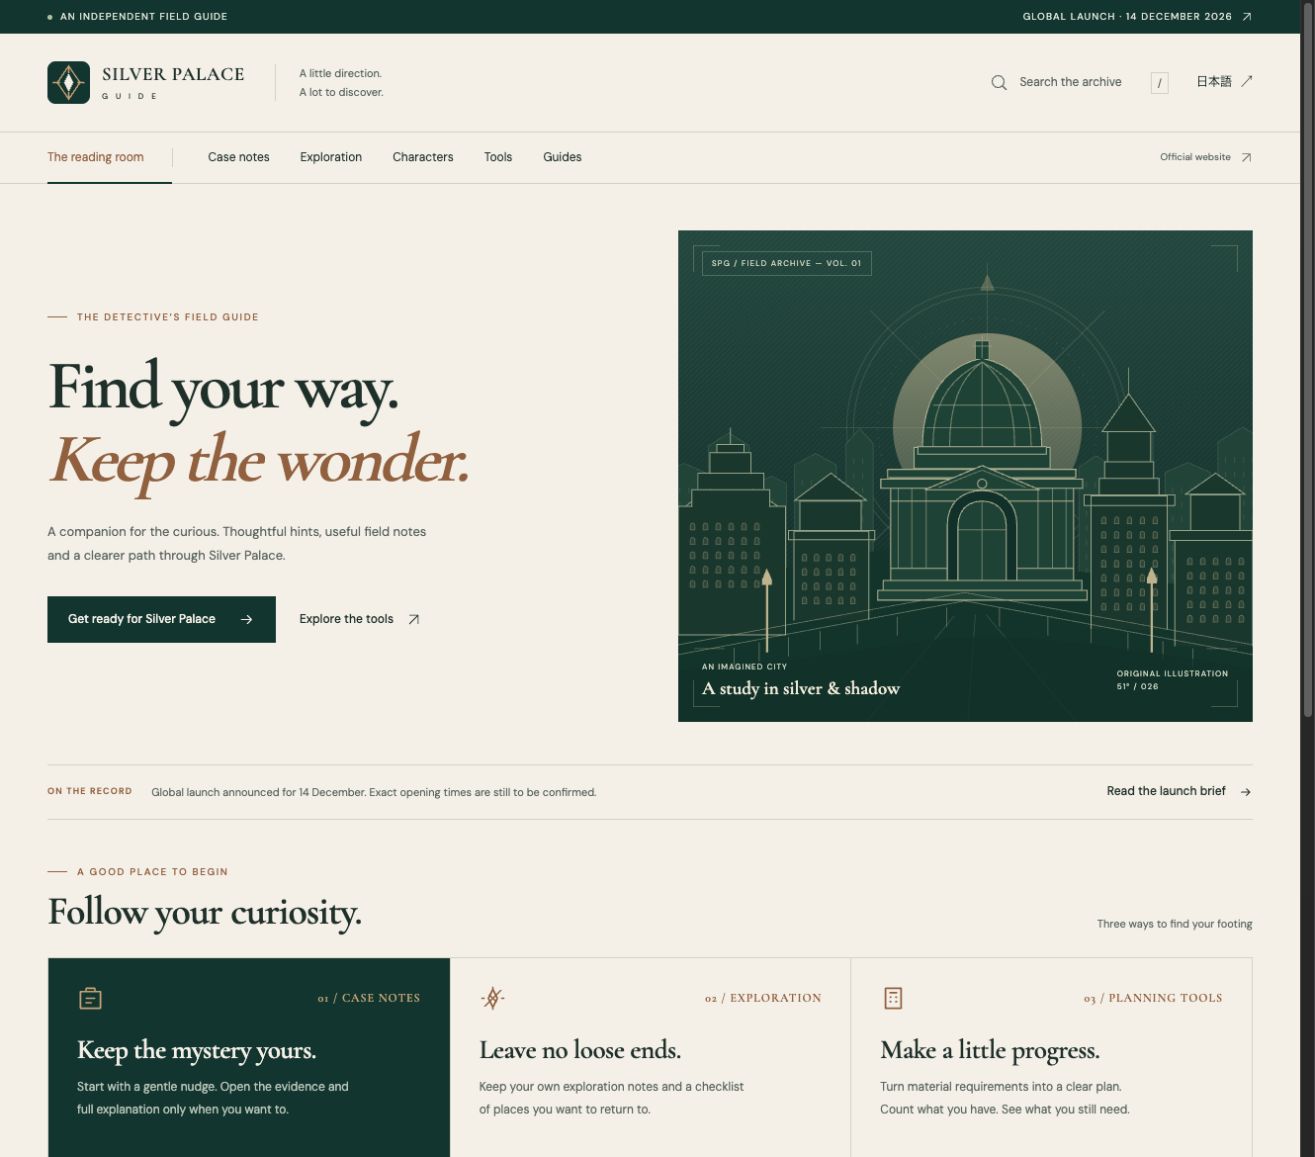 AN INDEPENDENT FIELD GUIDE
GLOBAL LAUNCH · 14 DECEMBER 2026
SILVER PALACE
GUIDE
A little direction.
A lot to discover.
Search the archive
/
日本語
The reading room
Case notes
Exploration
Characters
Tools
Guides
Official website
THE DETECTIVE'S FIELD GUIDE
Find your way.
Keep the wonder.
A companion for the curious. Thoughtful hints, useful field notes
and a clearer path through Silver Palace.
Get ready for Silver Palace
Explore the tools
SPG / FIELD ARCHIVE — VOL. 01
AN IMAGINED CITY
A study in silver & shadow
ORIGINAL ILLUSTRATION
51° / 026
ON THE RECORD
Global launch announced for 14 December. Exact opening times are still to be confirmed.
Read the launch brief
A GOOD PLACE TO BEGIN
Follow your curiosity.
Three ways to find your footing
01 / CASE NOTES
Keep the mystery yours.
Start with a gentle nudge. Open the evidence and
full explanation only when you want to.
02 / EXPLORATION
Leave no loose ends.
Keep your own exploration notes and a checklist
of places you want to return to.
03 / PLANNING TOOLS
Make a little progress.
Turn material requirements into a clear plan.
Count what you have. See what you still need.